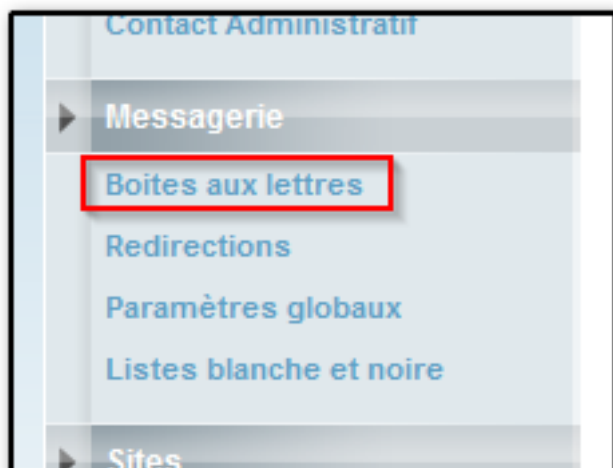 Contact Administratif
Messagerie
Boites aux lettres
Redirections
Paramètres globaux
Listes blanche et noire
Sites